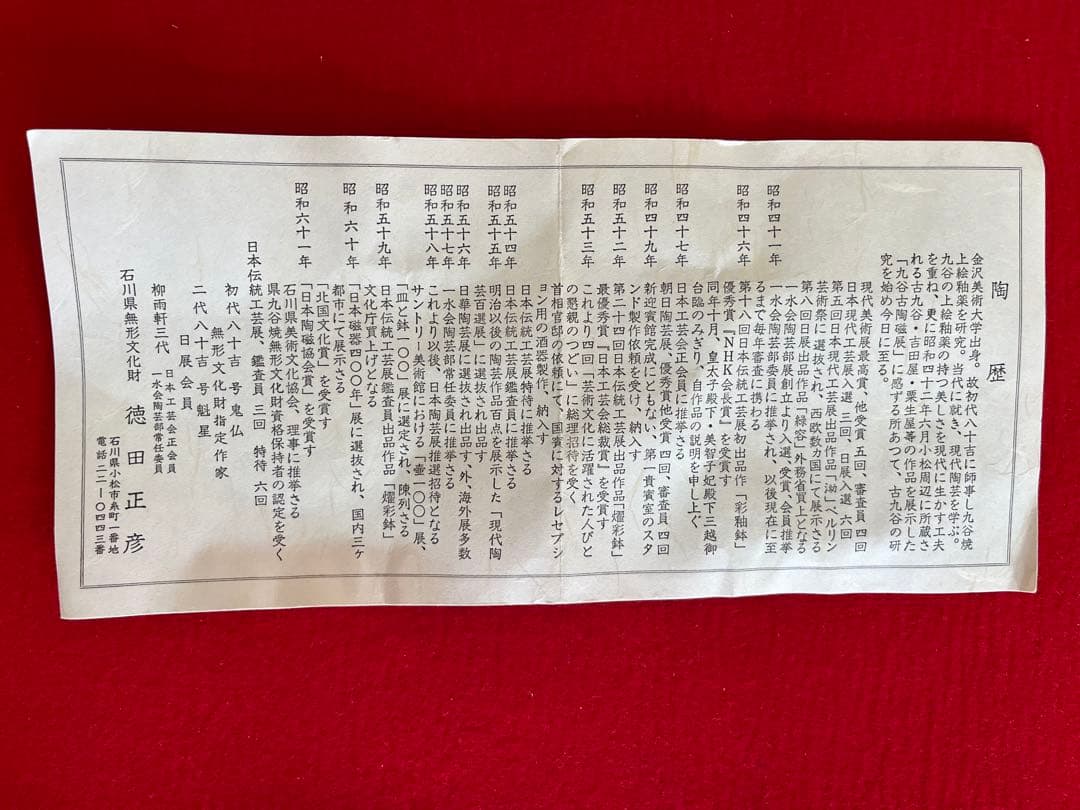 陶歴
金沢美術大学出身。故初代八十吉に師事し九谷焼
上絵釉薬を研究。当代に就き、現代陶芸を学ぶ。
九谷の上絵釉薬の持つ美しさを現代に生かす工夫
を重ね、更に昭和四十二年六月小松周辺に所蔵さ
れる古九谷・吉田屋・粟生屋等の作品を展示した
「九谷古陶磁展」に感ずる所あつて、古九谷の研
究を始め今日に至る。
現代美術展最高賞、他受賞 五回、審査員 四回
日本現代工芸展入選 三回、日展入選 六回
昭和四十一年 第五回日本現代工芸展出品作品「泑」ベルリン
芸術祭に選抜され、西欧数カ国にて展示さる
第八回日展出品作品「緑容」外務省買上となる
昭和四十六年 一水会陶芸部展創立より入選、受賞、会員推挙
一水会陶芸部委員に推挙され、以後現在に至
るまで毎年審査に携わる
第十八回日本伝統工芸展初出品作「彩釉鉢」
優秀賞『NHK会長賞』を受賞す
同年十月、皇太子殿下・美智子妃殿下三越御
台臨のみぎり、自作品の説明を申し上ぐ
昭和四十七年 日本工芸会正会員に推挙さる
朝日陶芸展、優秀賞他受賞 四回、審査員 四回
昭和四十九年 新迎賓館完成にともない、第一貴賓室のスタ
ンド製作依頼を受け、納入す
昭和五十二年 第二十四回日本伝統工芸展出品作品「燿彩鉢」
最優秀賞『日本工芸会総裁賞』を受賞す
昭和五十三年 これより四回「芸術文化に活躍された人びと
の懇親のつどい」に総理招待を受く
首相官邸の依頼にて、国賓に対するレセプシ
ョン用の酒器製作、納入す
昭和五十四年 日本伝統工芸展特待に推挙さる
日本伝統工芸展鑑査員に推挙さる
昭和五十五年 明治以後の陶芸作品百点を展示した「現代陶
芸百選展」に選抜され出品す
昭和五十六年 日華陶芸展に選抜され出品す、外、海外展多数
昭和五十七年 一水会陶芸部常任委員に推挙さる
昭和五十八年 これより以後、日本陶芸展推選招待となる
サントリー美術館における「壷一〇〇」展、
「皿と鉢一〇〇」展に選定され、陳列さる
昭和五十九年 日本伝統工芸展鑑査員出品作品「燿彩鉢」
文化庁買上げとなる
昭和六十年 「日本磁器四〇〇年」展に選抜され、国内三ヶ
都市にて展示さる
「北国文化賞」を受賞す
昭和六十一年 「日本陶磁協会賞」を受賞す
石川県美術文化協会、理事に推挙さる
県九谷焼無形文化財資格保持者の認定を受く
日本伝統工芸展、鑑査員 三回 特待 六回
初代八十吉 号鬼仏
無形文化財指定作家
二代八十吉 号魁星
日展会員
柳雨軒三代 日本工芸会正会員
一水会陶芸部常任委員
石川県無形文化財 徳田正彦
石川県小松市糸町一番地
電話二二-〇四四三番